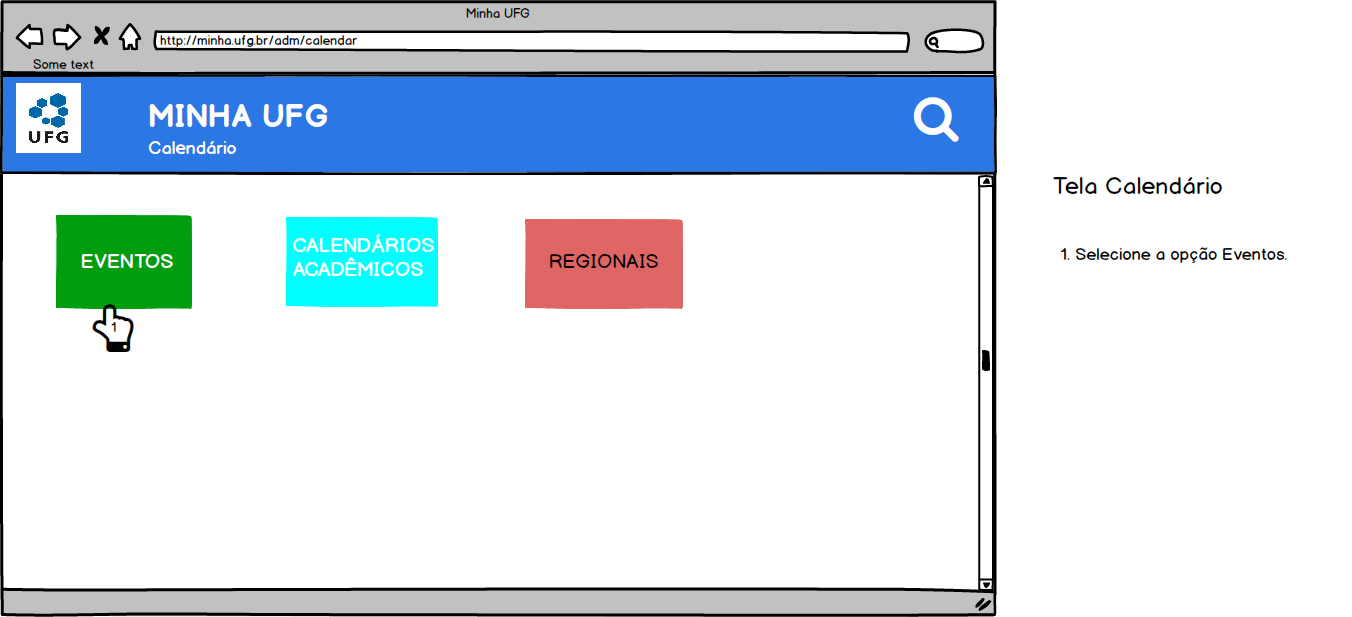 Minha UFG
http://minha.ufg.br/adm/calendar
Some text
UFG
MINHA UFG
Calendário
EVENTOS
CALENDÁRIOS
ACADÊMICOS
REGIONAIS
1
Tela Calendário
1. Selecione a opção Eventos.